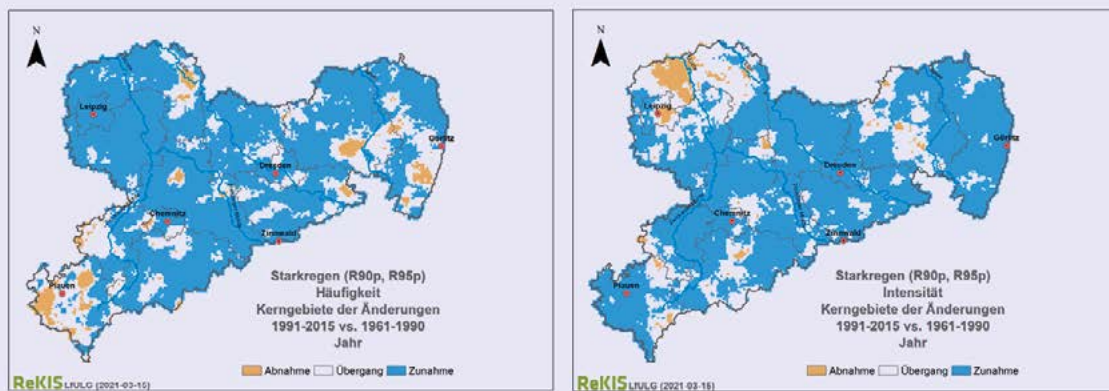 N
Leipzig
Görlitz
Dresden
Chemnitz
Zinnwald
Plauen
Starkregen (R90p, R95p)
Häufigkeit
Kerngebiete der Änderungen
1991-2015 vs. 1961-1990
Jahr
Abnahme Übergang Zunahme
ReKIS LfULG (2021-03-15)
N
Leipzig
Görlitz
Dresden
Chemnitz
Zinnwald
Plauen
Starkregen (R90p, R95p)
Intensität
Kerngebiete der Änderungen
1991-2015 vs. 1961-1990
Jahr
Abnahme Übergang Zunahme
ReKIS LfULG (2021-03-15)